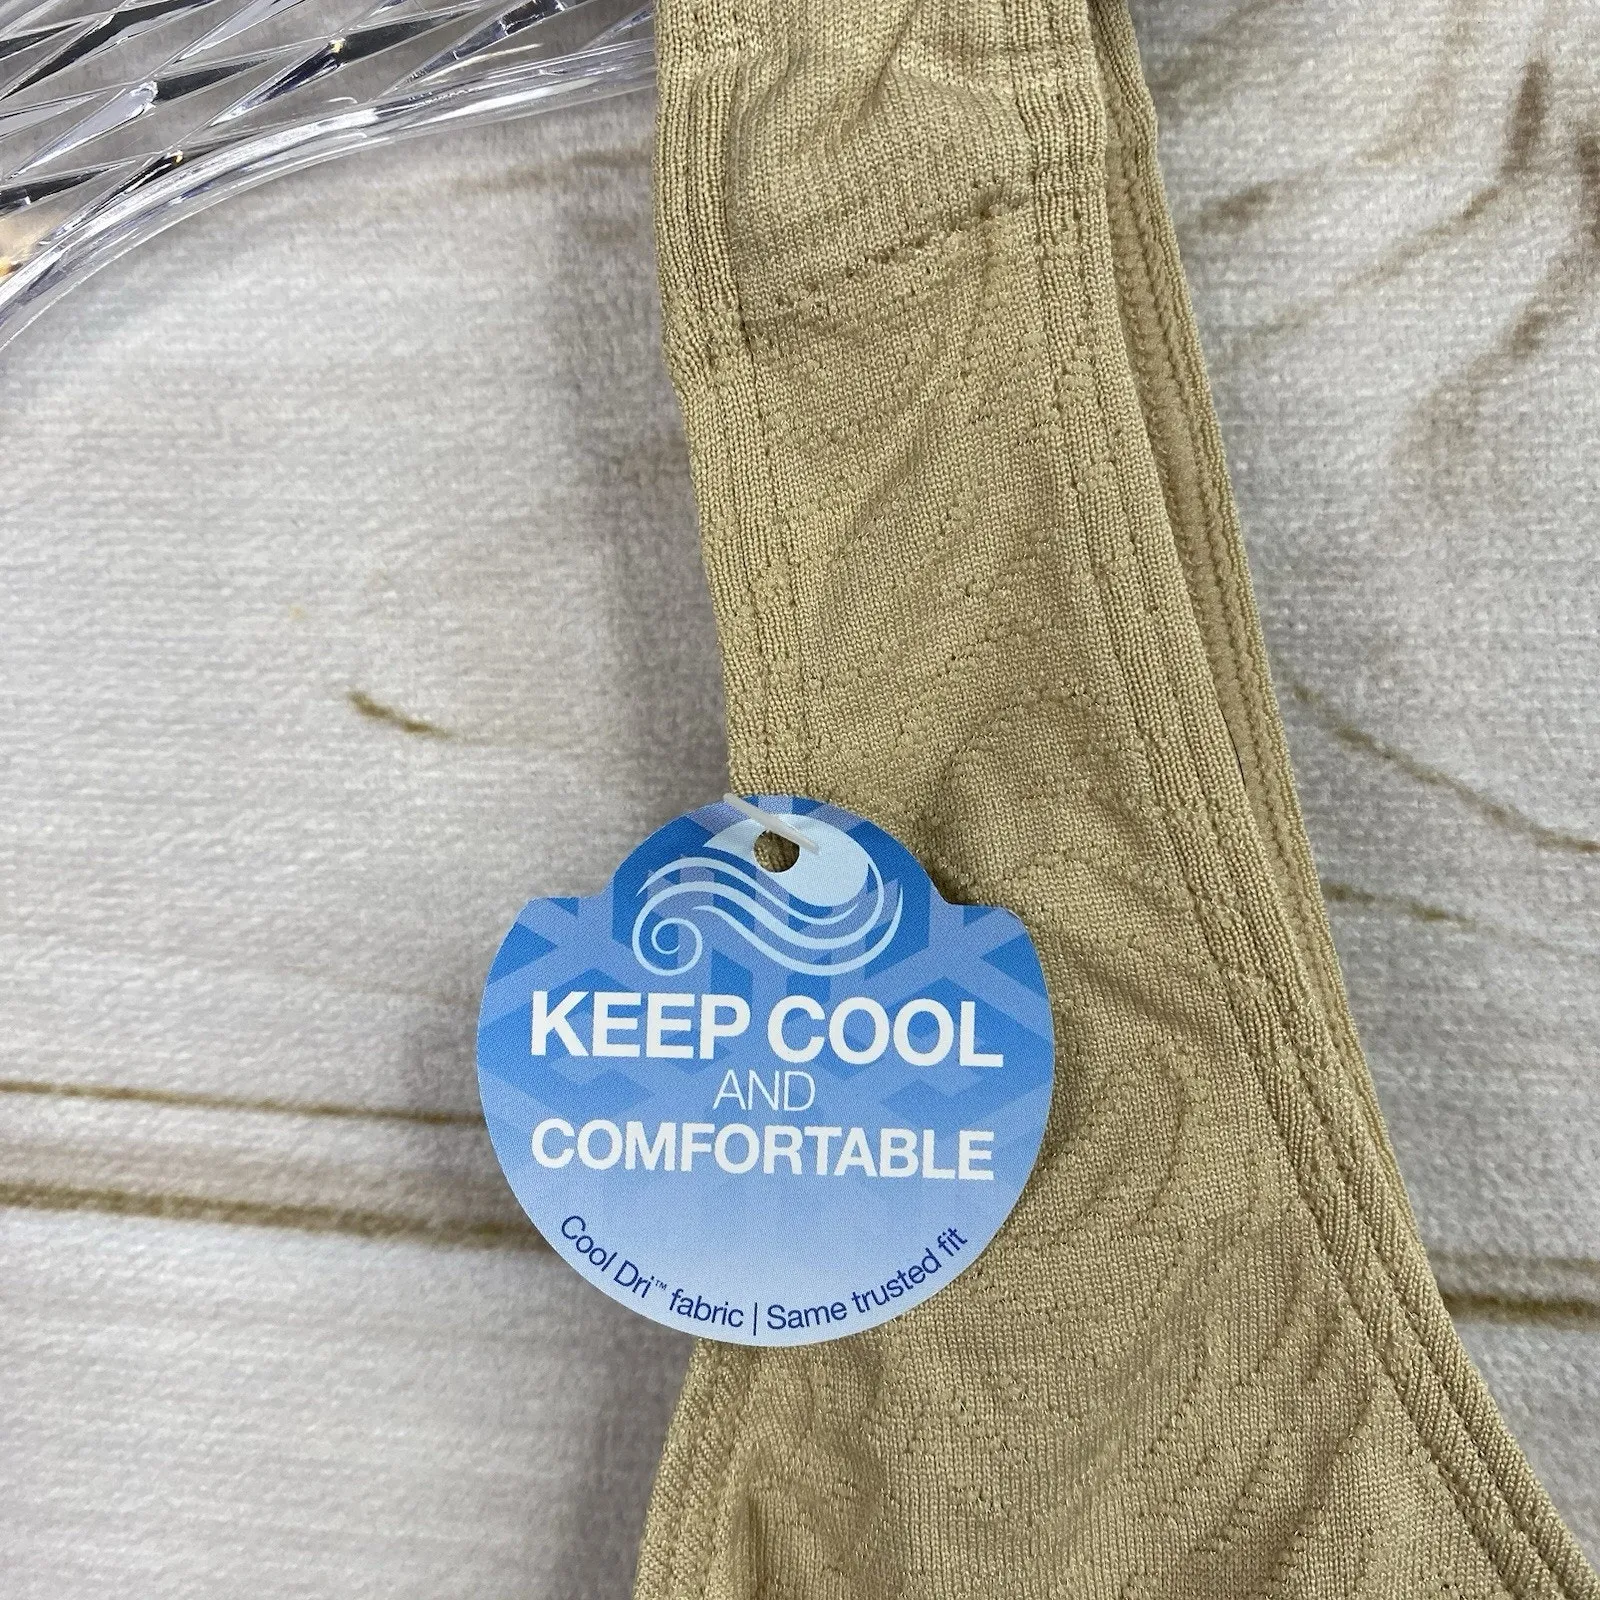 KEEP COOL
AND
COMFORTABLE
Cool Dri™ fabric | Same trusted fit